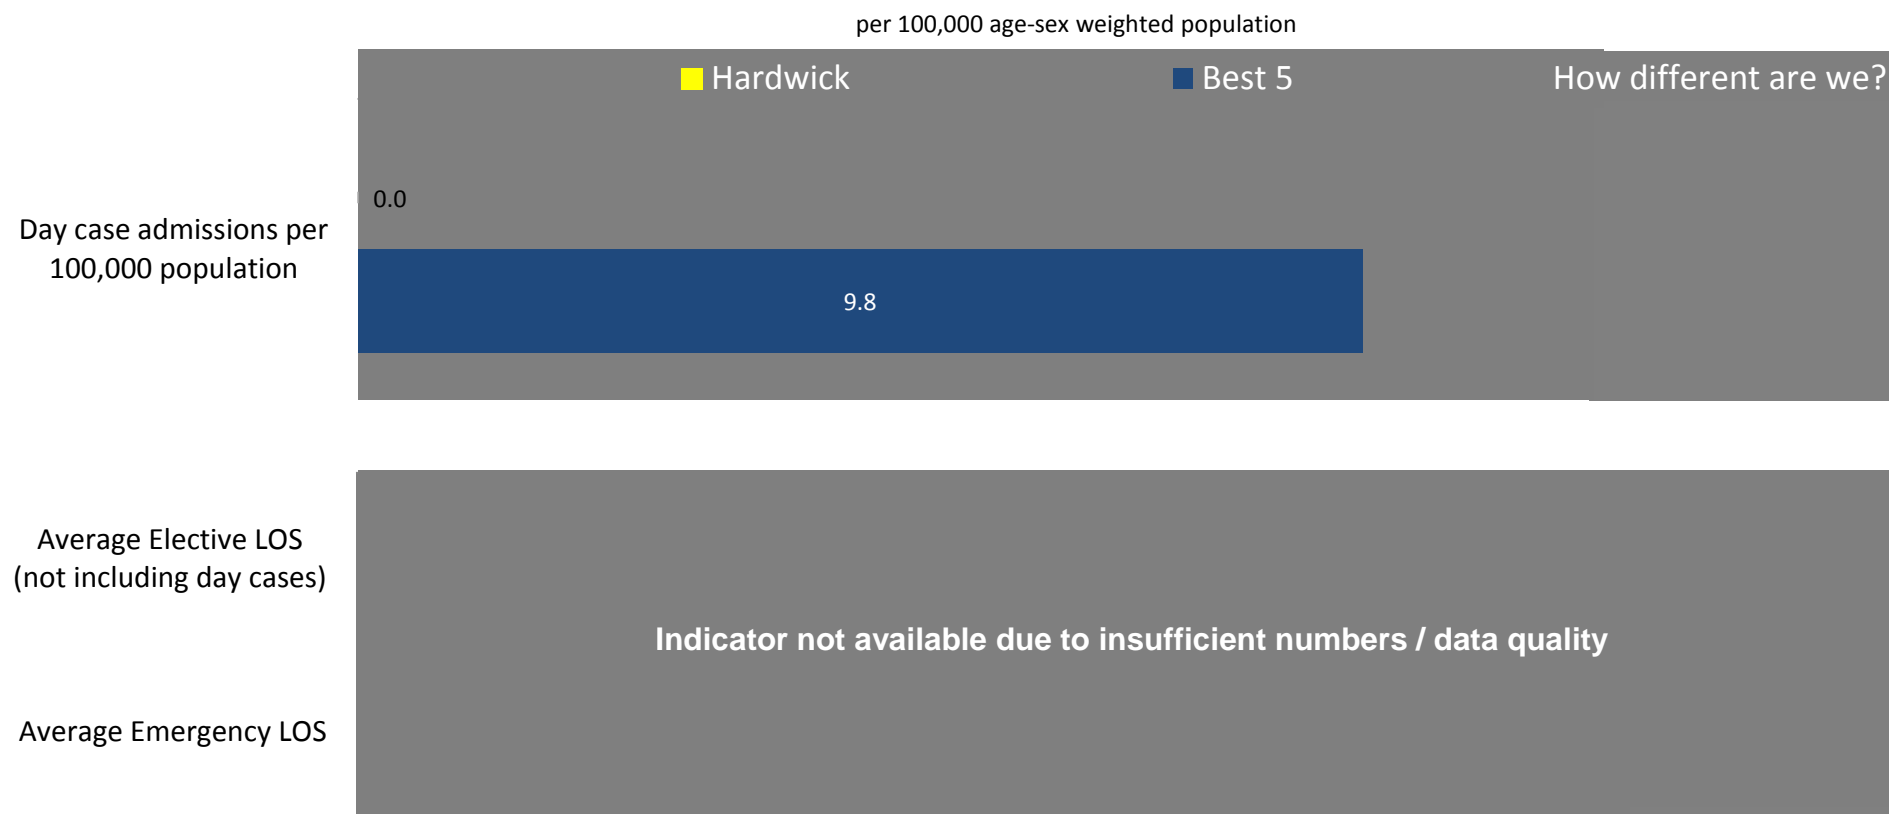 per 100,000 age-sex weighted population
Hardwick
Best 5
How different are we?
Day case admissions per
100,000 population
0.0
9.8
Average Elective LOS
(not including day cases)
Indicator not available due to insufficient numbers / data quality
Average Emergency LOS